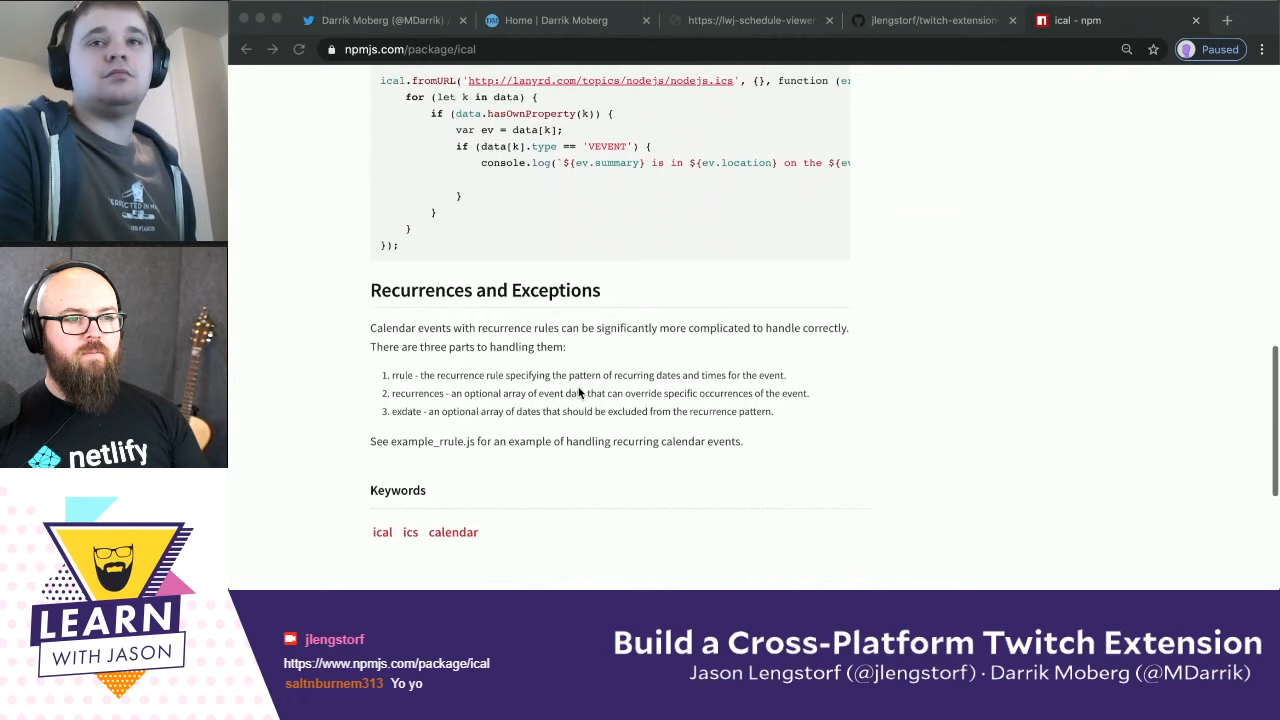 Darrik Moberg (@MDarrik) /
Home | Darrik Moberg
https://lwj-schedule-viewer
jlengstorf/twitch-extension
ical - npm
npmjs.com/package/ical
Paused
ical.fromURL('http://lanyrd.com/topics/nodejs/nodejs.ics', {}, function (er
for (let k in data) {
if (data.hasOwnProperty(k)) {
var ev = data[k];
if (data[k].type == 'VEVENT') {
console.log(`${ev.summary} is in ${ev.location} on the ${ev
}
}
}
});
Recurrences and Exceptions
Calendar events with recurrence rules can be significantly more complicated to handle correctly.
There are three parts to handling them:
1. rrule - the recurrence rule specifying the pattern of recurring dates and times for the event.
2. recurrences - an optional array of event dat that can override specific occurrences of the event.
3. exdate - an optional array of dates that should be excluded from the recurrence pattern.
See example_rrule.js for an example of handling recurring calendar events.
Keywords
ical ics calendar
netlify
LEARN
WITH JASON
jlengstorf
https://www.npmjs.com/package/ical
saltnburnem313 Yo yo
Build a Cross-Platform Twitch Extension
Jason Lengstorf (@jlengstorf) · Darrik Moberg (@MDarrik)